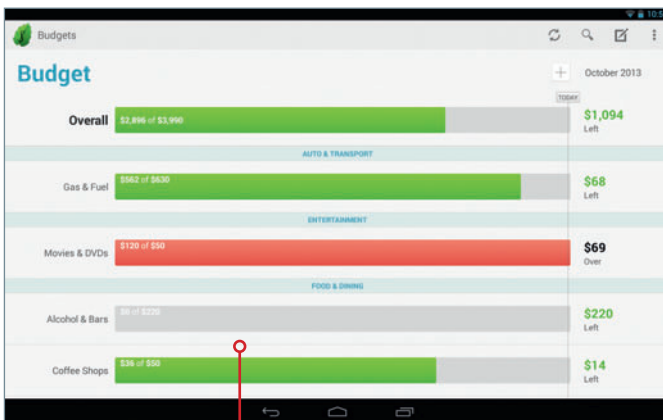 10:5
Budgets
Budget
October 2013
TODAY
Overall
$2,896 of $3,990
$1,094
Left
AUTO & TRANSPORT
Gas & Fuel
$562 of $630
$68
Left
ENTERTAINMENT
Movies & DVDs
$120 of $50
$69
Over
FOOD & DINING
Alcohol & Bars
$0 of $220
$220
Left
Coffee Shops
$36 of $50
$14
Left